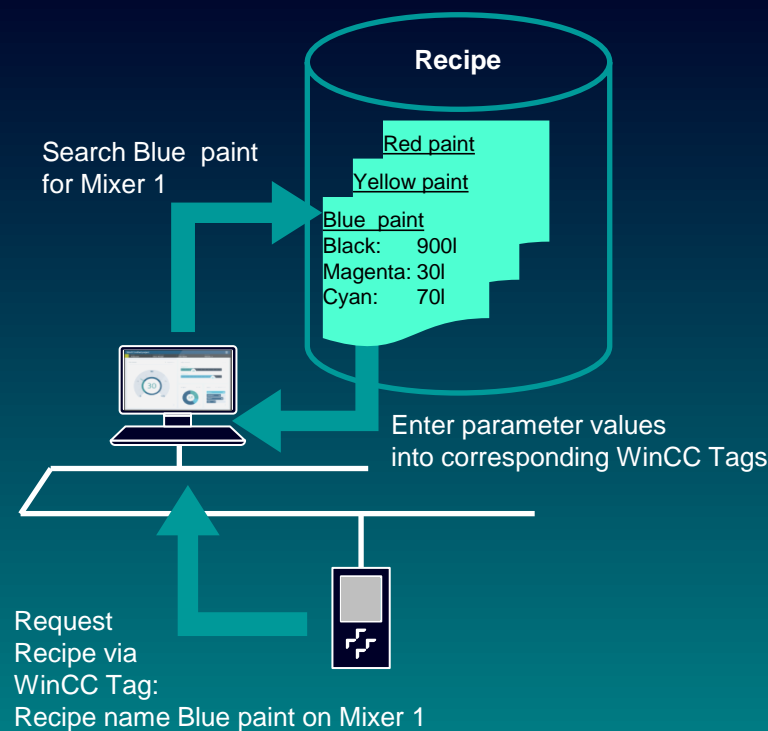 Recipe
Search Blue paint
for Mixer 1
Red paint
Yellow paint
Blue paint
Black: 900l
Magenta: 30l
Cyan: 70l
30
Enter parameter values
into corresponding WinCC Tags
Request
Recipe via
WinCC Tag:
Recipe name Blue paint on Mixer 1